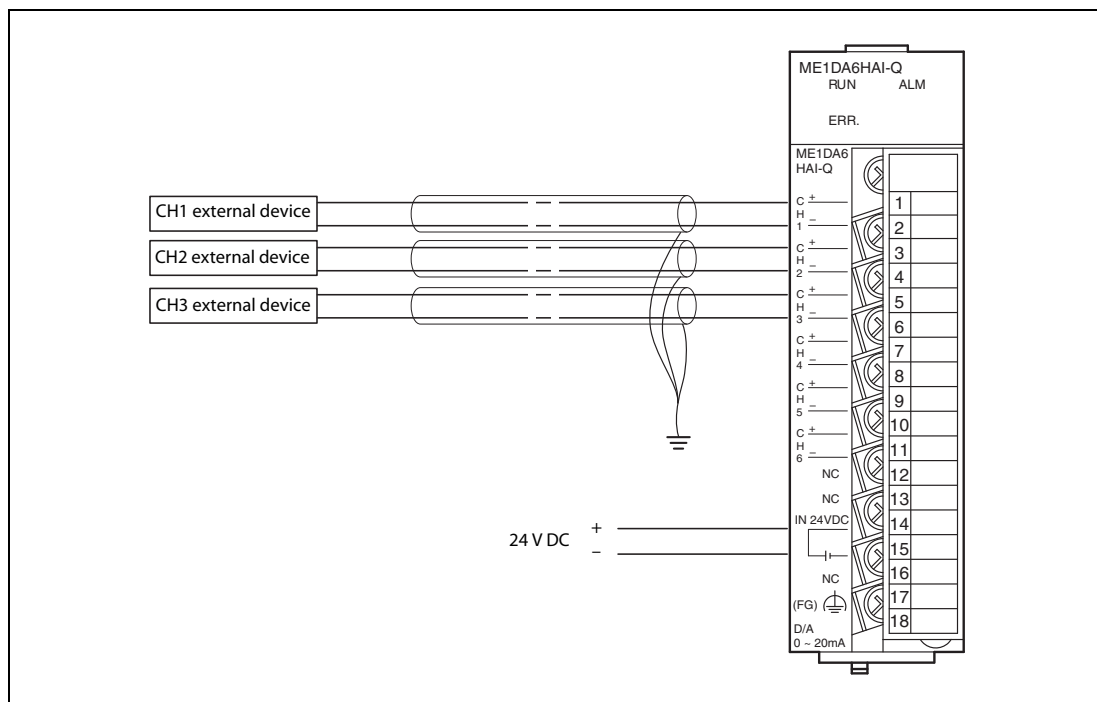 ME1DA6HAI-Q
RUN ALM
ERR.
ME1DA6
HAI-Q
CH1 external device
CH2 external device
CH3 external device
C +
H
1 −
C +
H
2 −
C +
H
3 −
C +
H
4 −
C +
H
5 −
C +
H
6 −
NC
NC
IN 24VDC
24 V DC + −
NC
(FG)
D/A
0 ~ 20mA
1
2
3
4
5
6
7
8
9
10
11
12
13
14
15
16
17
18